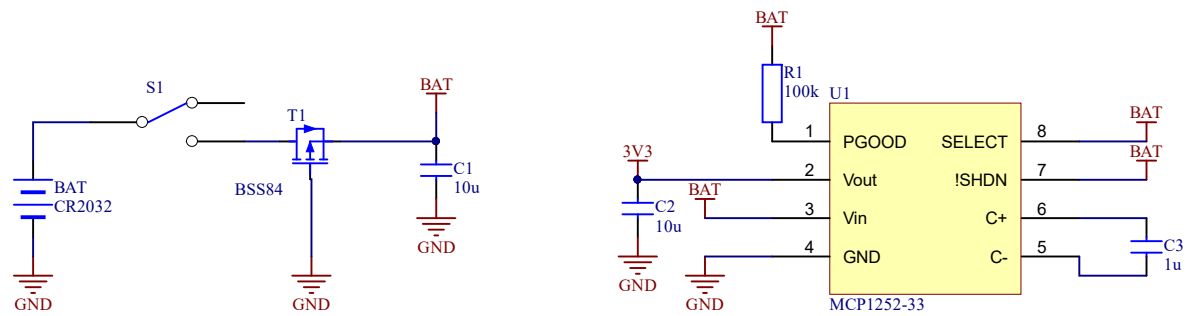 S1
BAT
CR2032
GND
T1
BSS84
GND
BAT
C1
10u
GND
BAT
R1
100k
U1
1
PGOOD
SELECT
8
BAT
3V3
2
Vout
!SHDN
7
BAT
C2
10u
GND
BAT
3
Vin
C+
6
GND
4
GND
C-
5
C3
1u
MCP1252-33